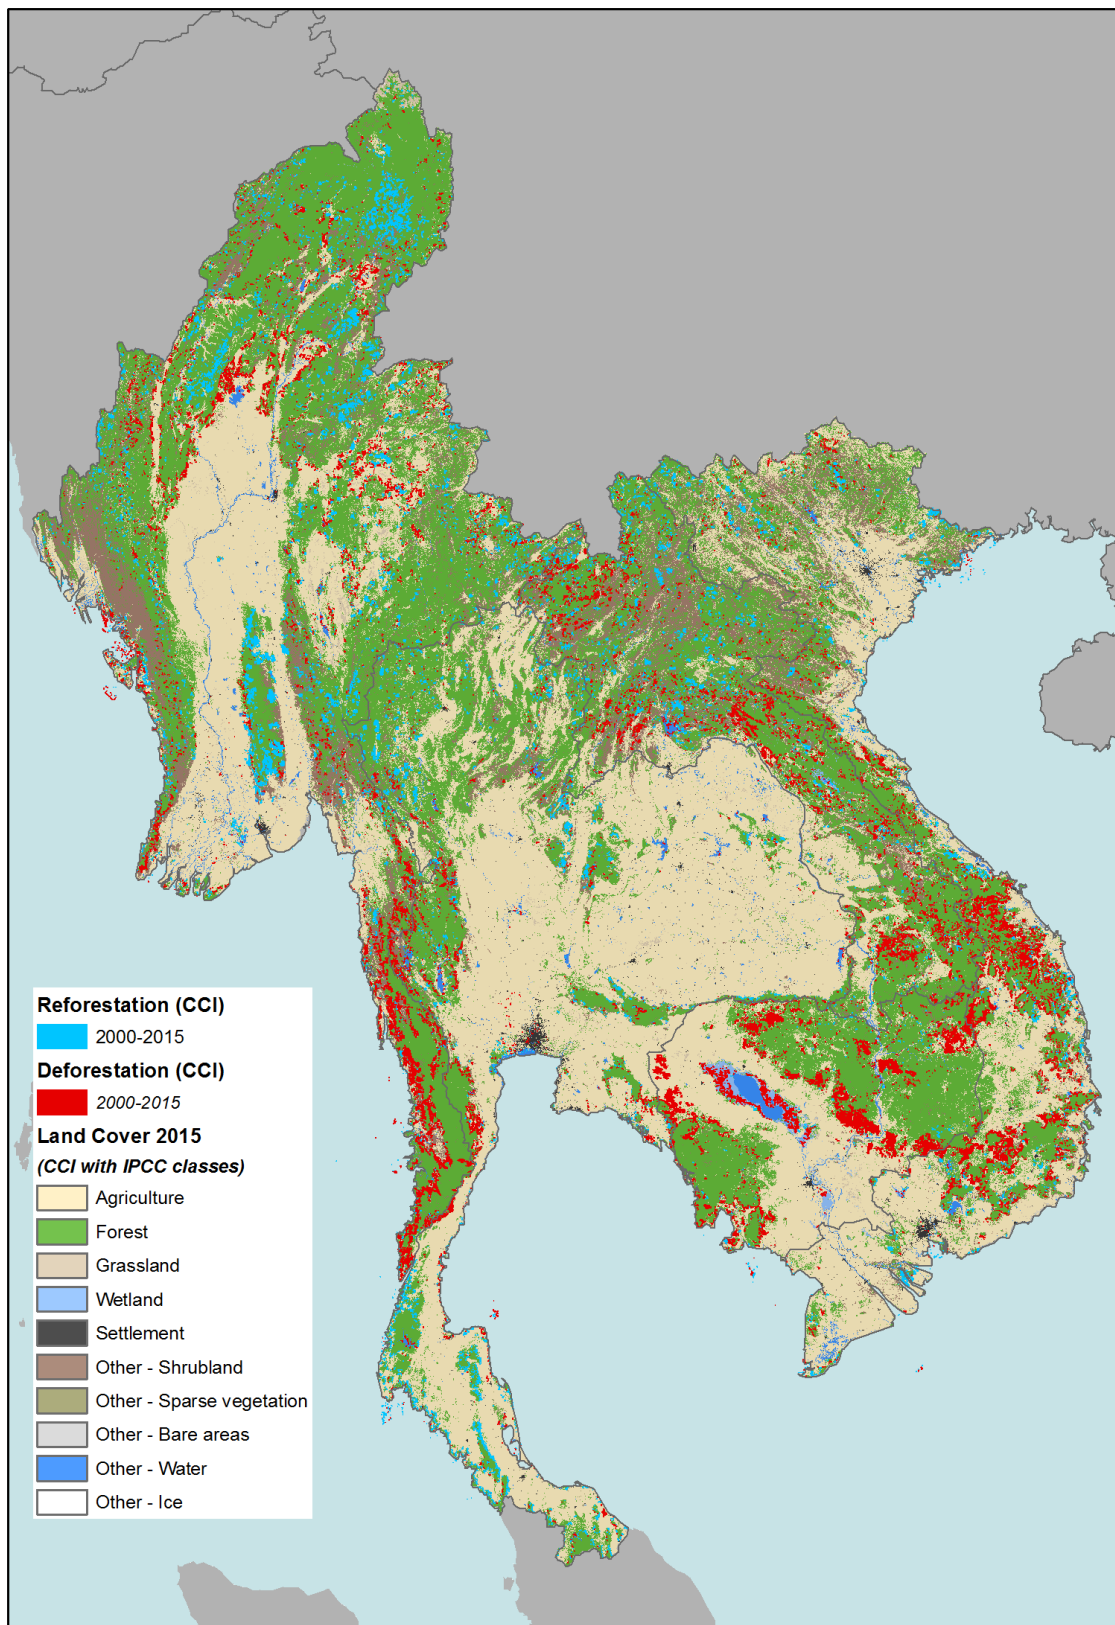 Reforestation (CCI)
2000-2015
Deforestation (CCI)
2000-2015
Land Cover 2015
(CCI with IPCC classes)
Agriculture
Forest
Grassland
Wetland
Settlement
Other - Shrubland
Other - Sparse vegetation
Other - Bare areas
Other - Water
Other - Ice